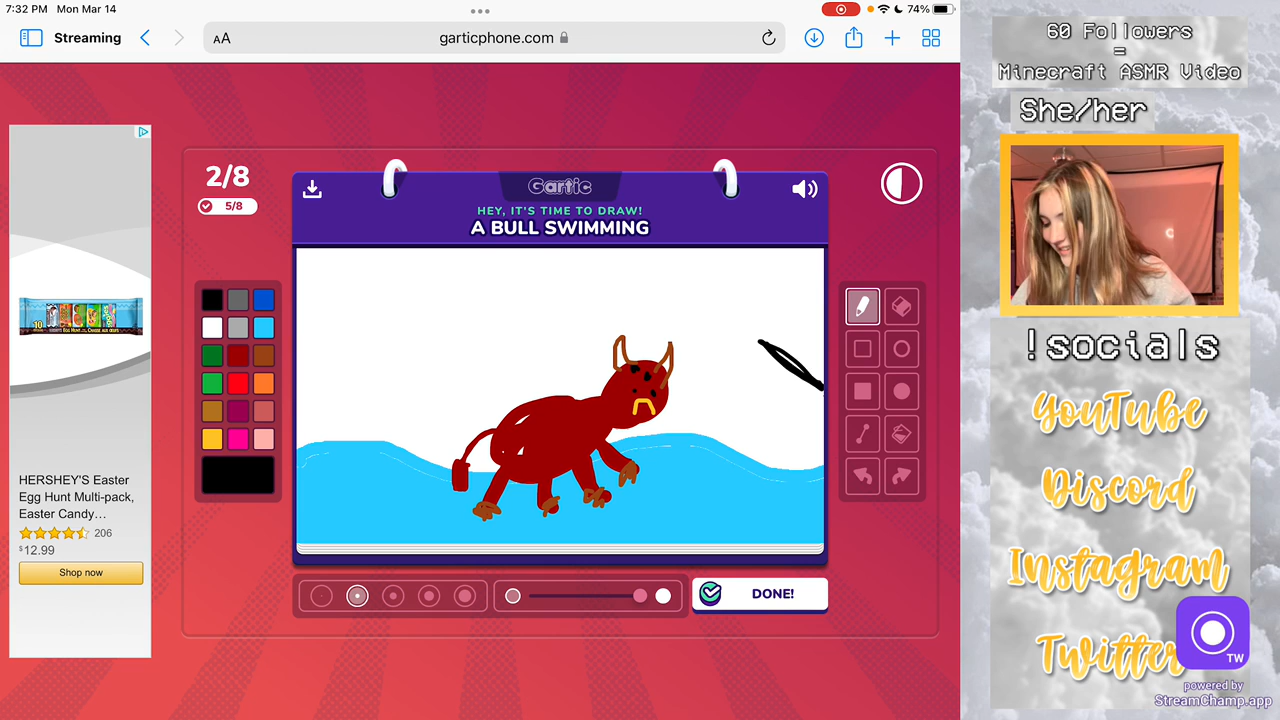 7:32 PM Mon Mar 14
74%
Streaming
AA
garticphone.com
60 Followers
=
Minecraft ASMR Video
She/her
2/8
5/8
Gartic
HEY, IT'S TIME TO DRAW!
A BULL SWIMMING
HERSHEY'S Easter
Egg Hunt Multi-pack,
Easter Candy…
206
$12.99
Shop now
DONE!
!socials
YouTube
Discord
Instagram
Twitter
TW
powered by
StreamChamp.app